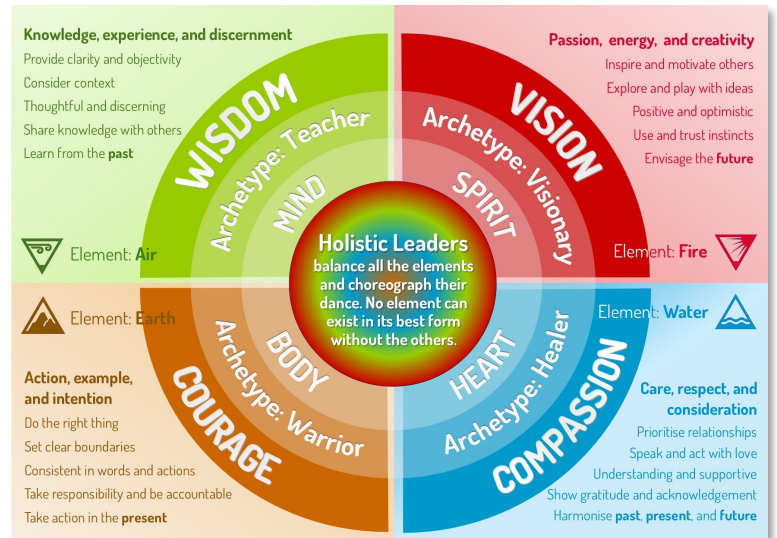 Knowledge, experience, and discernment
Provide clarity and objectivity
Consider context
Thoughtful and discerning
Share knowledge with others
Learn from the past
Element: Air
WISDOM
Archetype: Teacher
MIND
Passion, energy, and creativity
Inspire and motivate others
Explore and play with ideas
Positive and optimistic
Use and trust instincts
Envisage the future
Element: Fire
VISION
Archetype: Visionary
SPIRIT
Holistic Leaders
balance all the elements
and choreograph their
dance. No element can
exist in its best form
without the others.
Element: Earth
Action, example,
and intention
Do the right thing
Set clear boundaries
Consistent in words and actions
Take responsibility and be accountable
Take action in the present
BODY
Archetype: Warrior
COURAGE
Element: Water
HEART
Archetype: Healer
COMPASSION
Care, respect, and
consideration
Prioritise relationships
Speak and act with love
Understanding and supportive
Show gratitude and acknowledgement
Harmonise past, present, and future